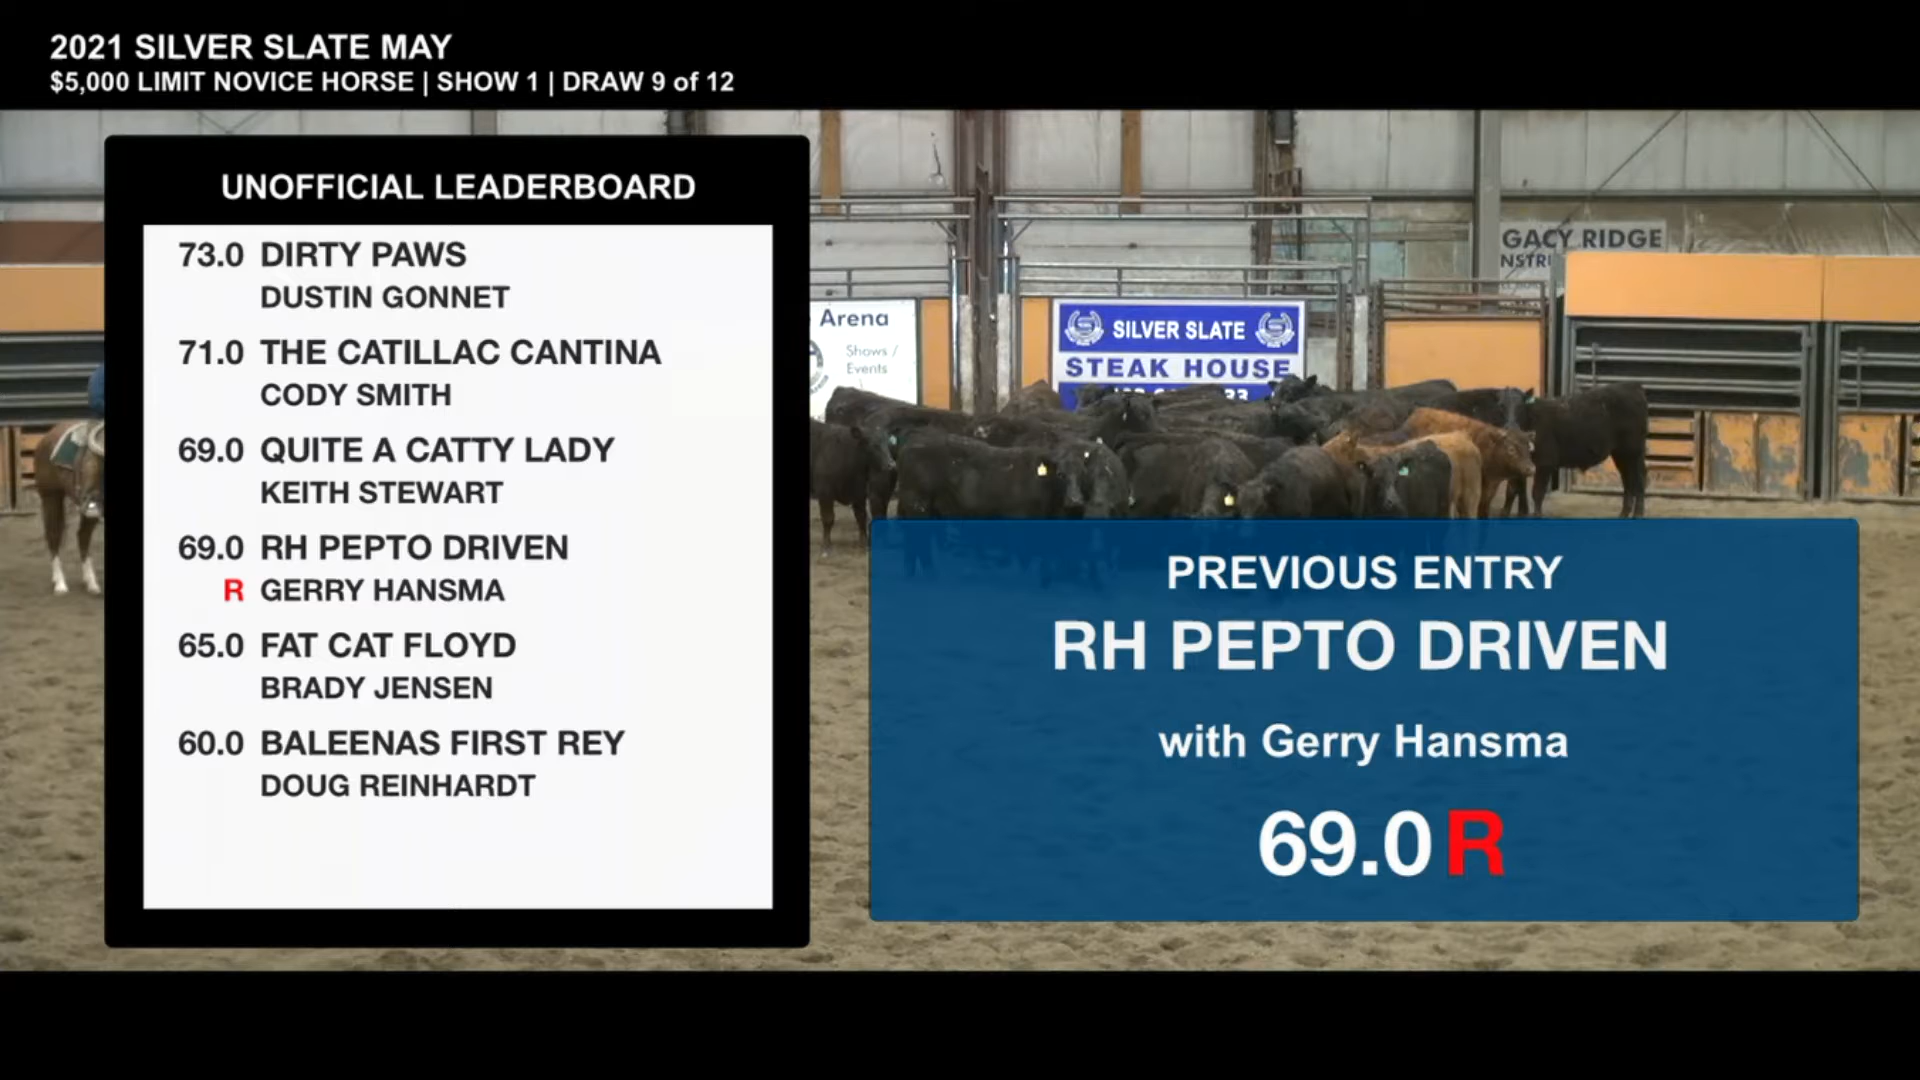 2021 SILVER SLATE MAY
$5,000 LIMIT NOVICE HORSE | SHOW 1 | DRAW 9 of 12
UNOFFICIAL LEADERBOARD
73.0 DIRTY PAWS
DUSTIN GONNET
71.0 THE CATILLAC CANTINA
CODY SMITH
69.0 QUITE A CATTY LADY
KEITH STEWART
69.0 RH PEPTO DRIVEN
R GERRY HANSMA
65.0 FAT CAT FLOYD
BRADY JENSEN
60.0 BALEENAS FIRST REY
DOUG REINHARDT
GACY RIDGE
NSTR
Arena
Shows /
Events
SILVER SLATE
STEAK HOUSE
PREVIOUS ENTRY
RH PEPTO DRIVEN
with Gerry Hansma
69.0 R